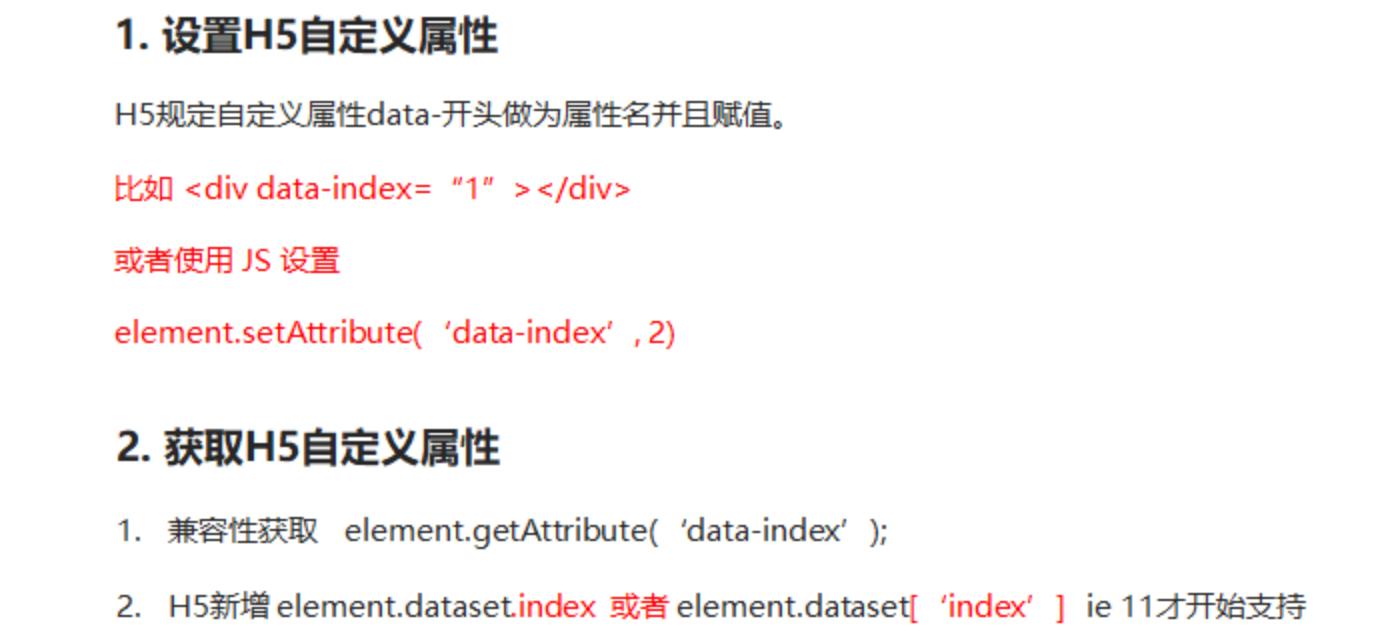 1. 设置H5自定义属性
H5规定自定义属性data-开头做为属性名并且赋值。
比如 <div data-index=“1”></div>
或者使用 JS 设置
element.setAttribute(‘data-index’, 2)
2. 获取H5自定义属性
1. 兼容性获取 element.getAttribute(‘data-index’);
2. H5新增 element.dataset.index 或者 element.dataset[‘index’] ie 11才开始支持